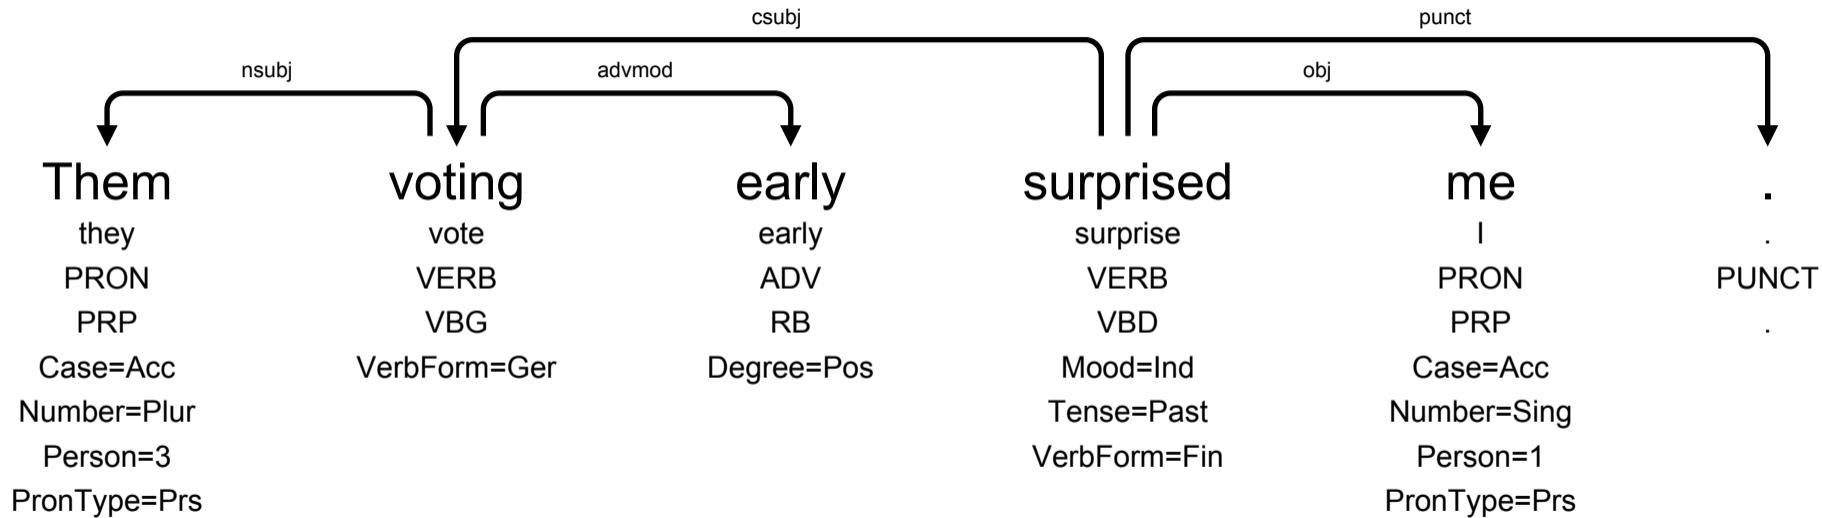 csubj punct
nsubj advmod obj
Them voting early surprised me .
they vote early surprise I .
PRON VERB ADV VERB PRON PUNCT
PRP VBG RB VBD PRP .
Case=Acc VerbForm=Ger Degree=Pos Mood=Ind Case=Acc
Number=Plur Tense=Past Number=Sing
Person=3 VerbForm=Fin Person=1
PronType=Prs PronType=Prs